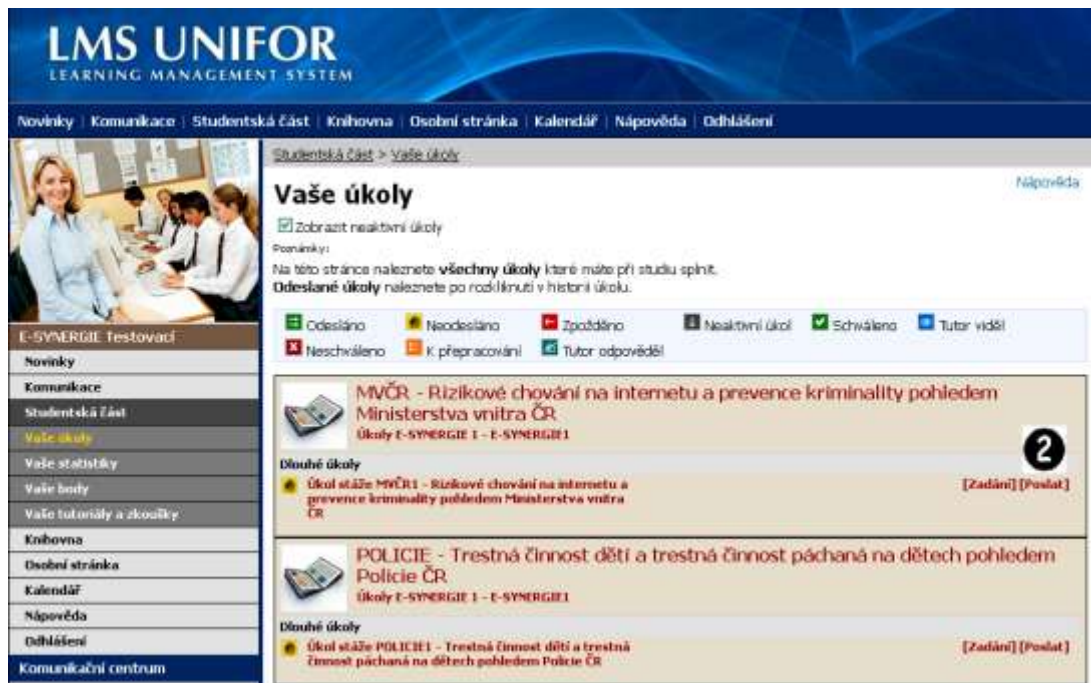 LMS UNIFOR
LEARNING MANAGEMENT SYSTEM
Novinky | Komunikace | Studentská část | Knihovna | Osobní stránka | Kalendář | Nápověda | Odhlášení
Studentská část > Vaše úkoly
Nápověda
Vaše úkoly
Zobrazit neaktivní úkoly
Poznámky:
Na této stránce naleznete všechny úkoly které máte při studiu splnit.
Odeslané úkoly naleznete po rozkliknutí v historii úkolu.
Odesláno Neodesláno Zpožděno Neaktivní úkol Schváleno Tutor viděl
Neschváleno K přepracování Tutor odpověděl
E-SYNERGIE Testovací
Novinky
Komunikace
Studentská část
Vaše úkoly
Vaše statistiky
Vaše body
Vaše tutoriály a zkoušky
Knihovna
Osobní stránka
Kalendář
Nápověda
Odhlášení
Komunikační centrum
MVČR - Rizikové chování na internetu a prevence kriminality pohledem
Ministerstva vnitra ČR
Úkoly E-SYNERGIE 1 - E-SYNERGIE1
2
Dlouhé úkoly
Úkol stáže MVČR1 - Rizikové chování na internetu a
prevence kriminality pohledem Ministerstva vnitra
ČR
[Zadání] [Poslat]
POLICIE - Trestná činnost dětí a trestná činnost páchaná na dětech pohledem
Policie ČR
Úkoly E-SYNERGIE 1 - E-SYNERGIE1
Dlouhé úkoly
Úkol stáže POLICIE1 - Trestná činnost dětí a trestná
činnost páchaná na dětech pohledem Policie ČR
[Zadání] [Poslat]